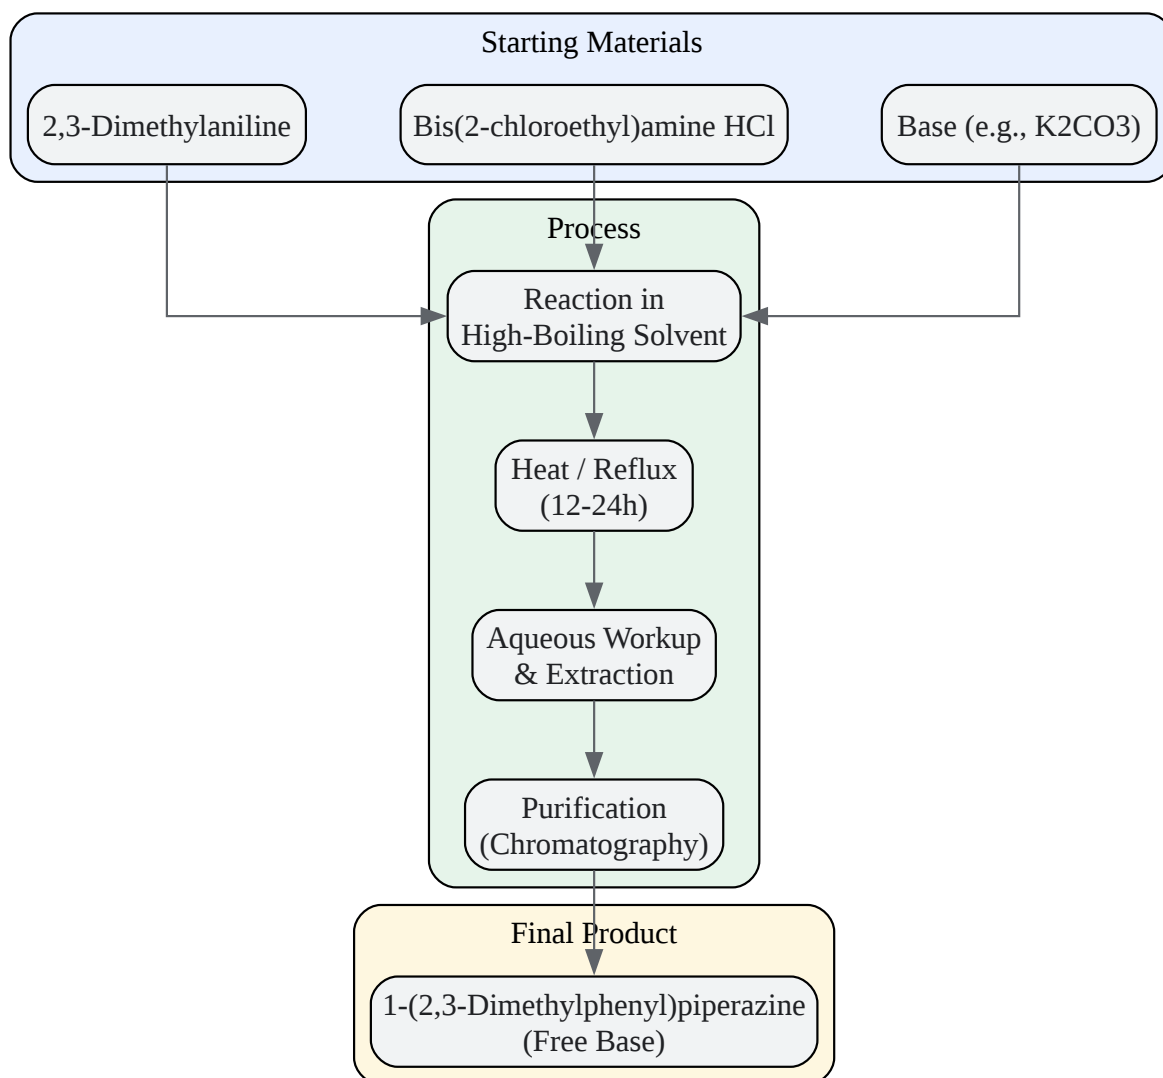 Starting Materials
2,3-Dimethylaniline
Bis(2-chloroethyl)amine HCl
Base (e.g., K2CO3)
Process
Reaction in
High-Boiling Solvent
Heat / Reflux
(12-24h)
Aqueous Workup
& Extraction
Purification
(Chromatography)
Final Product
1-(2,3-Dimethylphenyl)piperazine
(Free Base)